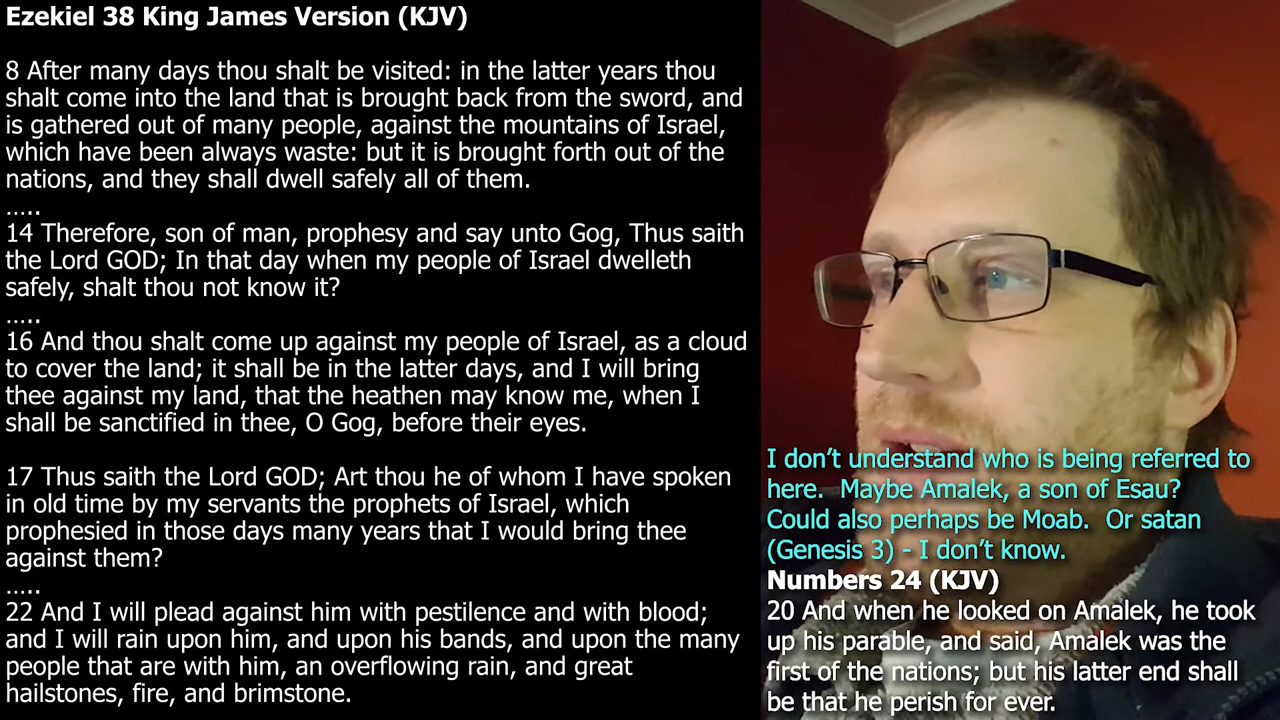 Ezekiel 38 King James Version (KJV)
8 After many days thou shalt be visited: in the latter years thou
shalt come into the land that is brought back from the sword, and
is gathered out of many people, against the mountains of Israel,
which have been always waste: but it is brought forth out of the
nations, and they shall dwell safely all of them.
.....
14 Therefore, son of man, prophesy and say unto Gog, Thus saith
the Lord GOD; In that day when my people of Israel dwelleth
safely, shalt thou not know it?
.....
16 And thou shalt come up against my people of Israel, as a cloud
to cover the land; it shall be in the latter days, and I will bring
thee against my land, that the heathen may know me, when I
shall be sanctified in thee, O Gog, before their eyes.
17 Thus saith the Lord GOD; Art thou he of whom I have spoken
in old time by my servants the prophets of Israel, which
prophesied in those days many years that I would bring thee
against them?
.....
22 And I will plead against him with pestilence and with blood;
and I will rain upon him, and upon his bands, and upon the many
people that are with him, an overflowing rain, and great
hailstones, fire, and brimstone.
I don't understand who is being referred to
here.  Maybe Amalek, a son of Esau?
Could also perhaps be Moab.  Or satan
(Genesis 3) - I don't know.
Numbers 24 (KJV)
20 And when he looked on Amalek, he took
up his parable, and said, Amalek was the
first of the nations; but his latter end shall
be that he perish for ever.